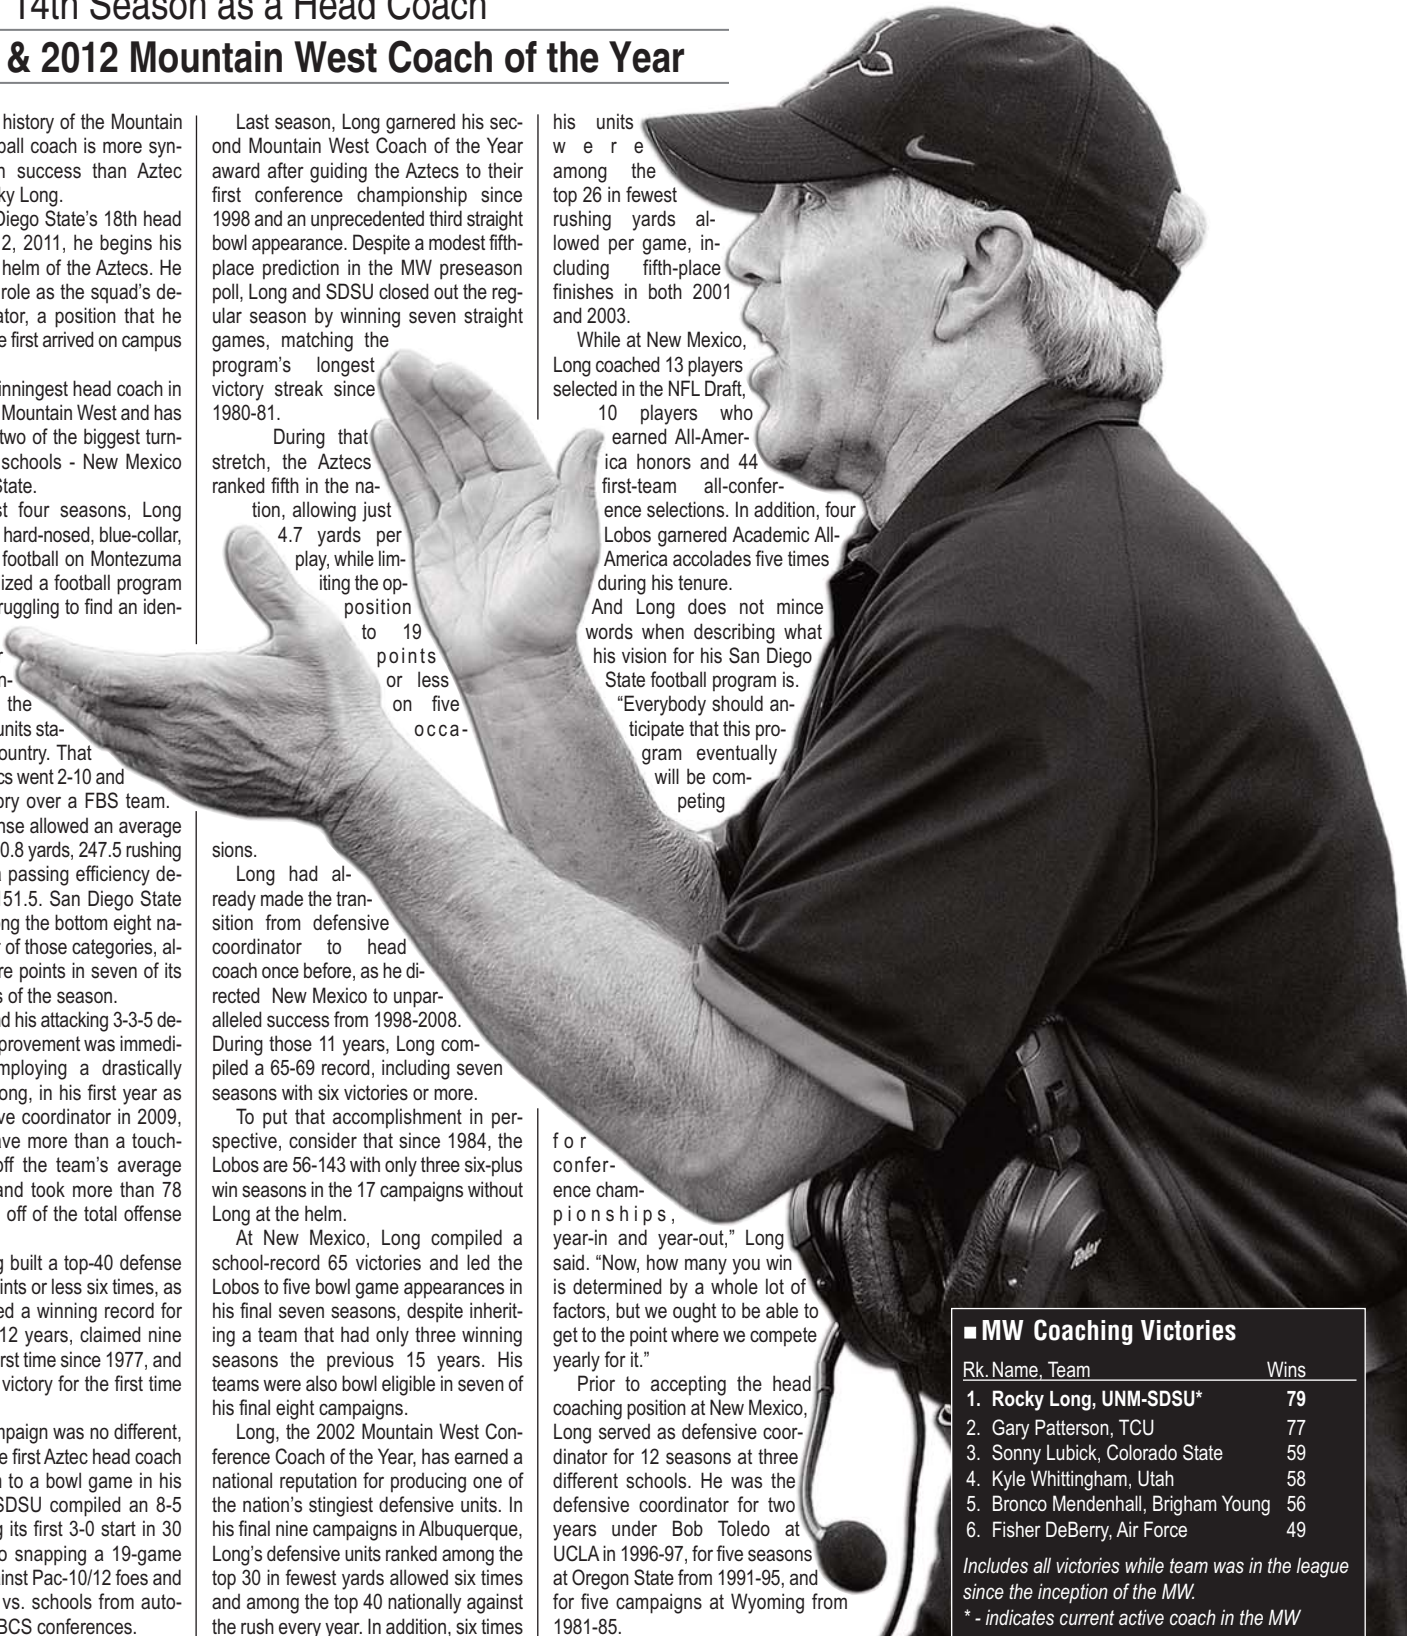 14th Season as a Head Coach
& 2012 Mountain West Coach of the Year
history of the Mountain
ball coach is more syn-
success than Aztec
ky Long.
Diego State's 18th head
2, 2011, he begins his
helm of the Aztecs. He
role as the squad's de-
ator, a position that he
e first arrived on campus
inningest head coach in
Mountain West and has
two of the biggest turn-
schools - New Mexico
State.
st four seasons, Long
hard-nosed, blue-collar,
football on Montezuma
ized a football program
ruggling to find an iden-
r
n-
the
units sta-
ountry. That
cs went 2-10 and
ory over a FBS team.
nse allowed an average
0.8 yards, 247.5 rushing
a passing efficiency de-
151.5. San Diego State
ong the bottom eight na-
of those categories, al-
re points in seven of its
s of the season.
nd his attacking 3-3-5 de-
provement was immedi-
mploying a drastically
ong, in his first year as
ve coordinator in 2009,
ave more than a touch-
off the team's average
and took more than 78
off of the total offense
g built a top-40 defense
ints or less six times, as
ed a winning record for
12 years, claimed nine
irst time since 1977, and
victory for the first time
mpaign was no different,
e first Aztec head coach
n to a bowl game in his
SDSU compiled an 8-5
g its first 3-0 start in 30
o snapping a 19-game
inst Pac-10/12 foes and
vs. schools from auto-
BCS conferences.
Last season, Long garnered his sec-
ond Mountain West Coach of the Year
award after guiding the Aztecs to their
first conference championship since
1998 and an unprecedented third straight
bowl appearance. Despite a modest fifth-
place prediction in the MW preseason
poll, Long and SDSU closed out the reg-
ular season by winning seven straight
games, matching the
program's longest
victory streak since
1980-81.
During that
stretch, the Aztecs
ranked fifth in the na-
tion, allowing just
4.7 yards per
play, while lim-
iting the op-
position
to 19
points
or less
on five
occa-
sions.
Long had al-
ready made the tran-
sition from defensive
coordinator to head
coach once before, as he di-
rected New Mexico to unpar-
alleled success from 1998-2008.
During those 11 years, Long com-
piled a 65-69 record, including seven
seasons with six victories or more.
To put that accomplishment in per-
spective, consider that since 1984, the
Lobos are 56-143 with only three six-plus
win seasons in the 17 campaigns without
Long at the helm.
At New Mexico, Long compiled a
school-record 65 victories and led the
Lobos to five bowl game appearances in
his final seven seasons, despite inherit-
ing a team that had only three winning
seasons the previous 15 years. His
teams were also bowl eligible in seven of
his final eight campaigns.
Long, the 2002 Mountain West Con-
ference Coach of the Year, has earned a
national reputation for producing one of
the nation's stingiest defensive units. In
his final nine campaigns in Albuquerque,
Long's defensive units ranked among the
top 30 in fewest yards allowed six times
and among the top 40 nationally against
the rush every year. In addition, six times
his units
were
among the
top 26 in fewest
rushing yards al-
lowed per game, in-
cluding fifth-place
finishes in both 2001
and 2003.
While at New Mexico,
Long coached 13 players
selected in the NFL Draft,
10 players who
earned All-Amer-
ica honors and 44
first-team all-confer-
ence selections. In addition, four
Lobos garnered Academic All-
America accolades five times
during his tenure.
And Long does not mince
words when describing what
his vision for his San Diego
State football program is.
“Everybody should an-
ticipate that this pro-
gram eventually
will be com-
peting
for
confer-
ence cham-
pionships,
year-in and year-out,” Long
said. “Now, how many you win
is determined by a whole lot of
factors, but we ought to be able to
get to the point where we compete
yearly for it.”
Prior to accepting the head
coaching position at New Mexico,
Long served as defensive coor-
dinator for 12 seasons at three
different schools. He was the
defensive coordinator for two
years under Bob Toledo at
UCLA in 1996-97, for five seasons
at Oregon State from 1991-95, and
for five campaigns at Wyoming from
1981-85.
Telex
■ MW Coaching Victories
Rk. Name, Team Wins
1. Rocky Long, UNM-SDSU* 79
2. Gary Patterson, TCU 77
3. Sonny Lubick, Colorado State 59
4. Kyle Whittingham, Utah 58
5. Bronco Mendenhall, Brigham Young 56
6. Fisher DeBerry, Air Force 49
Includes all victories while team was in the league
since the inception of the MW.
* - indicates current active coach in the MW